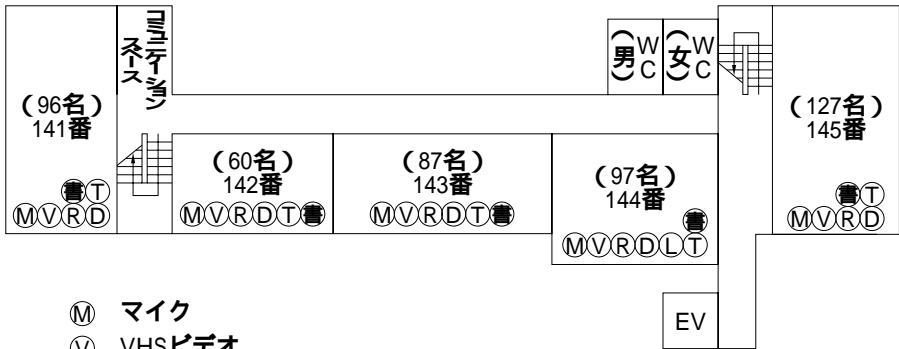 コミュニケーション
スペース
(男)
WC
(女)
WC
(96名)
141番
書T
MVRD
(60名)
142番
MVRDT書
(87名)
143番
MVRDT書
(97名)
144番
書
MVRDLT
(127名)
145番
書T
MVRD
EV
M マイク
V VHSビデオ